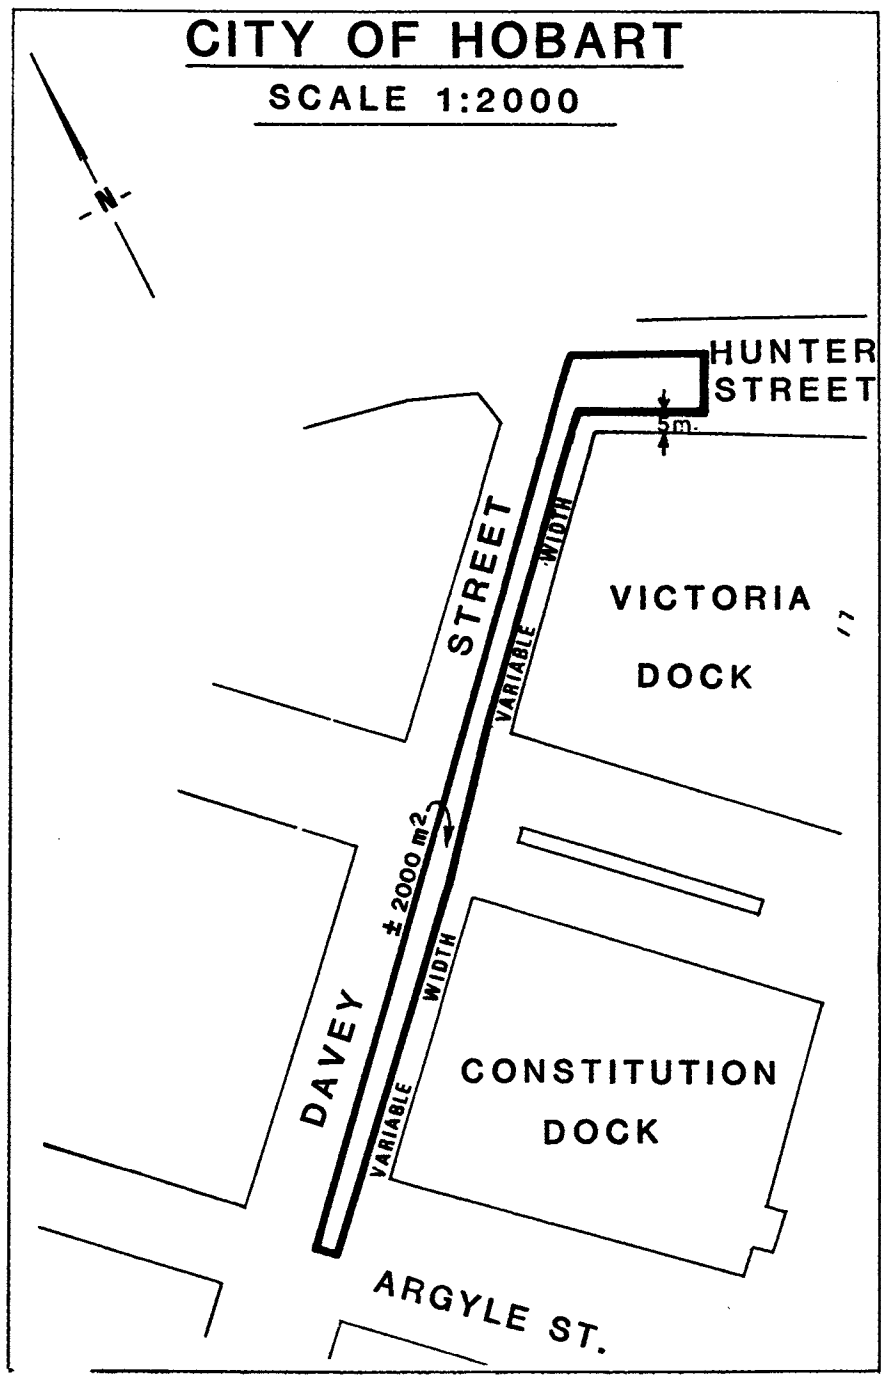 CITY OF HOBART
SCALE 1:2000
-N-
HUNTER
STREET
5m.
STREET
WIDTH
VICTORIA
DOCK
VARIABLE
± 2000 m²
WIDTH
DAVEY
CONSTITUTION
DOCK
VARIABLE
ARGYLE ST.